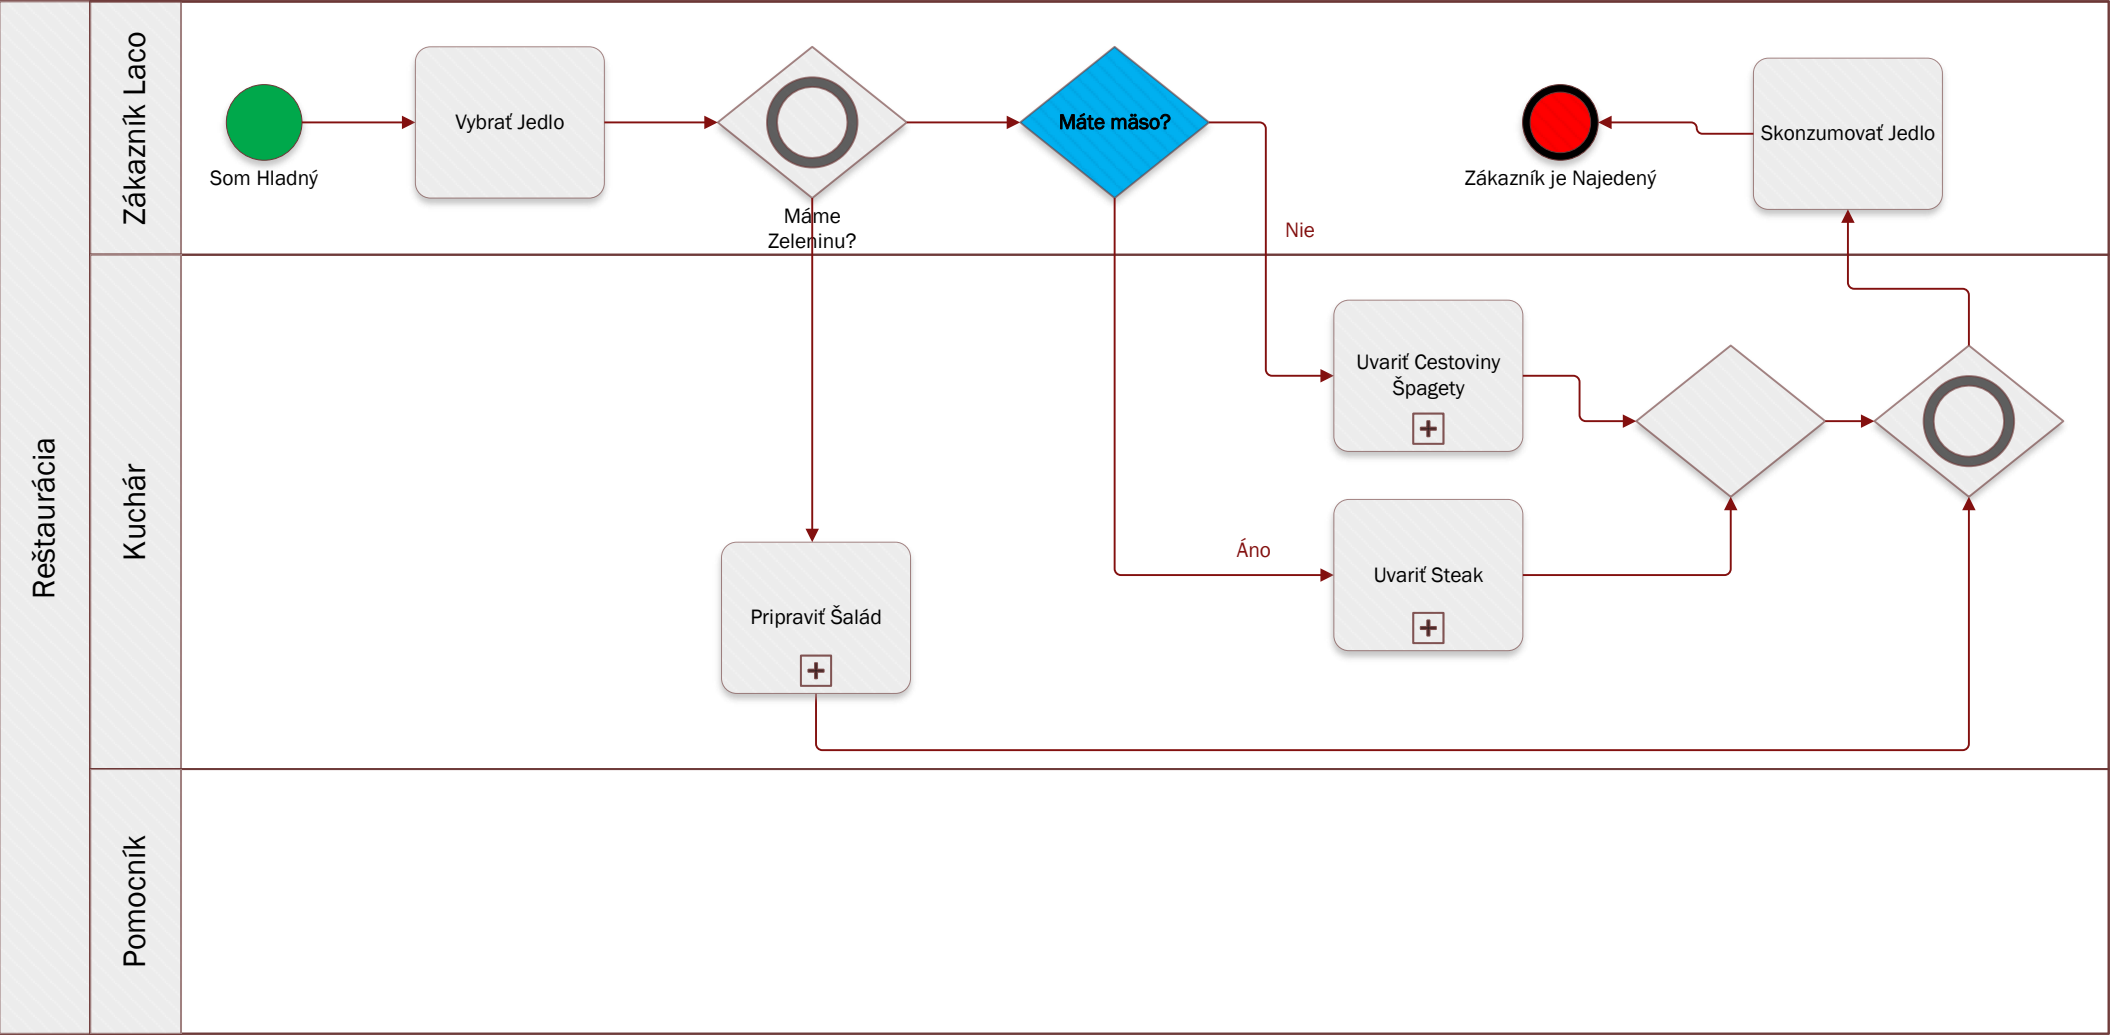 Reštaurácia
Zákazník Laco
Som Hladný
Vybrať Jedlo
Máme
Zeleninu?
Máte mäso?
Nie
Zákazník je Najedený
Skonzumovať Jedlo
Kuchár
Uvariť Cestoviny
Špagety
Áno
Uvariť Steak
Pripraviť Šalád
Pomocník